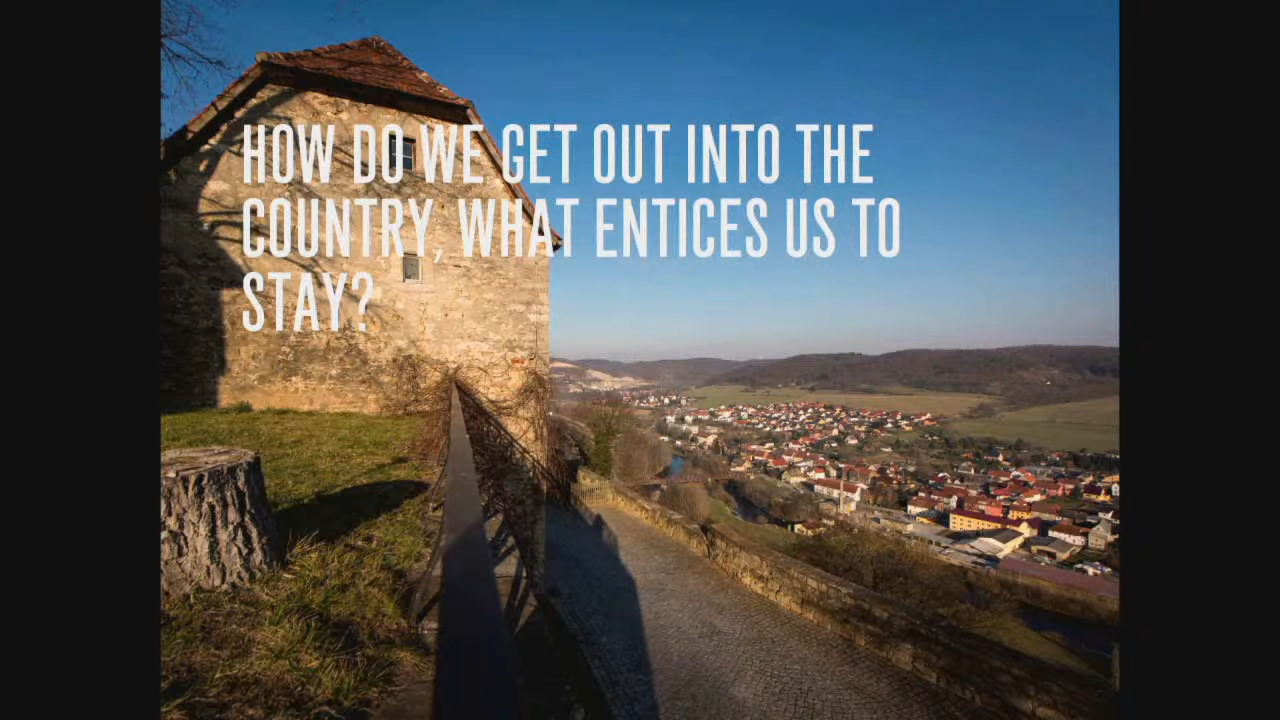 HOW DO WE GET OUT INTO THE
COUNTRY, WHAT ENTICES US TO
STAY?